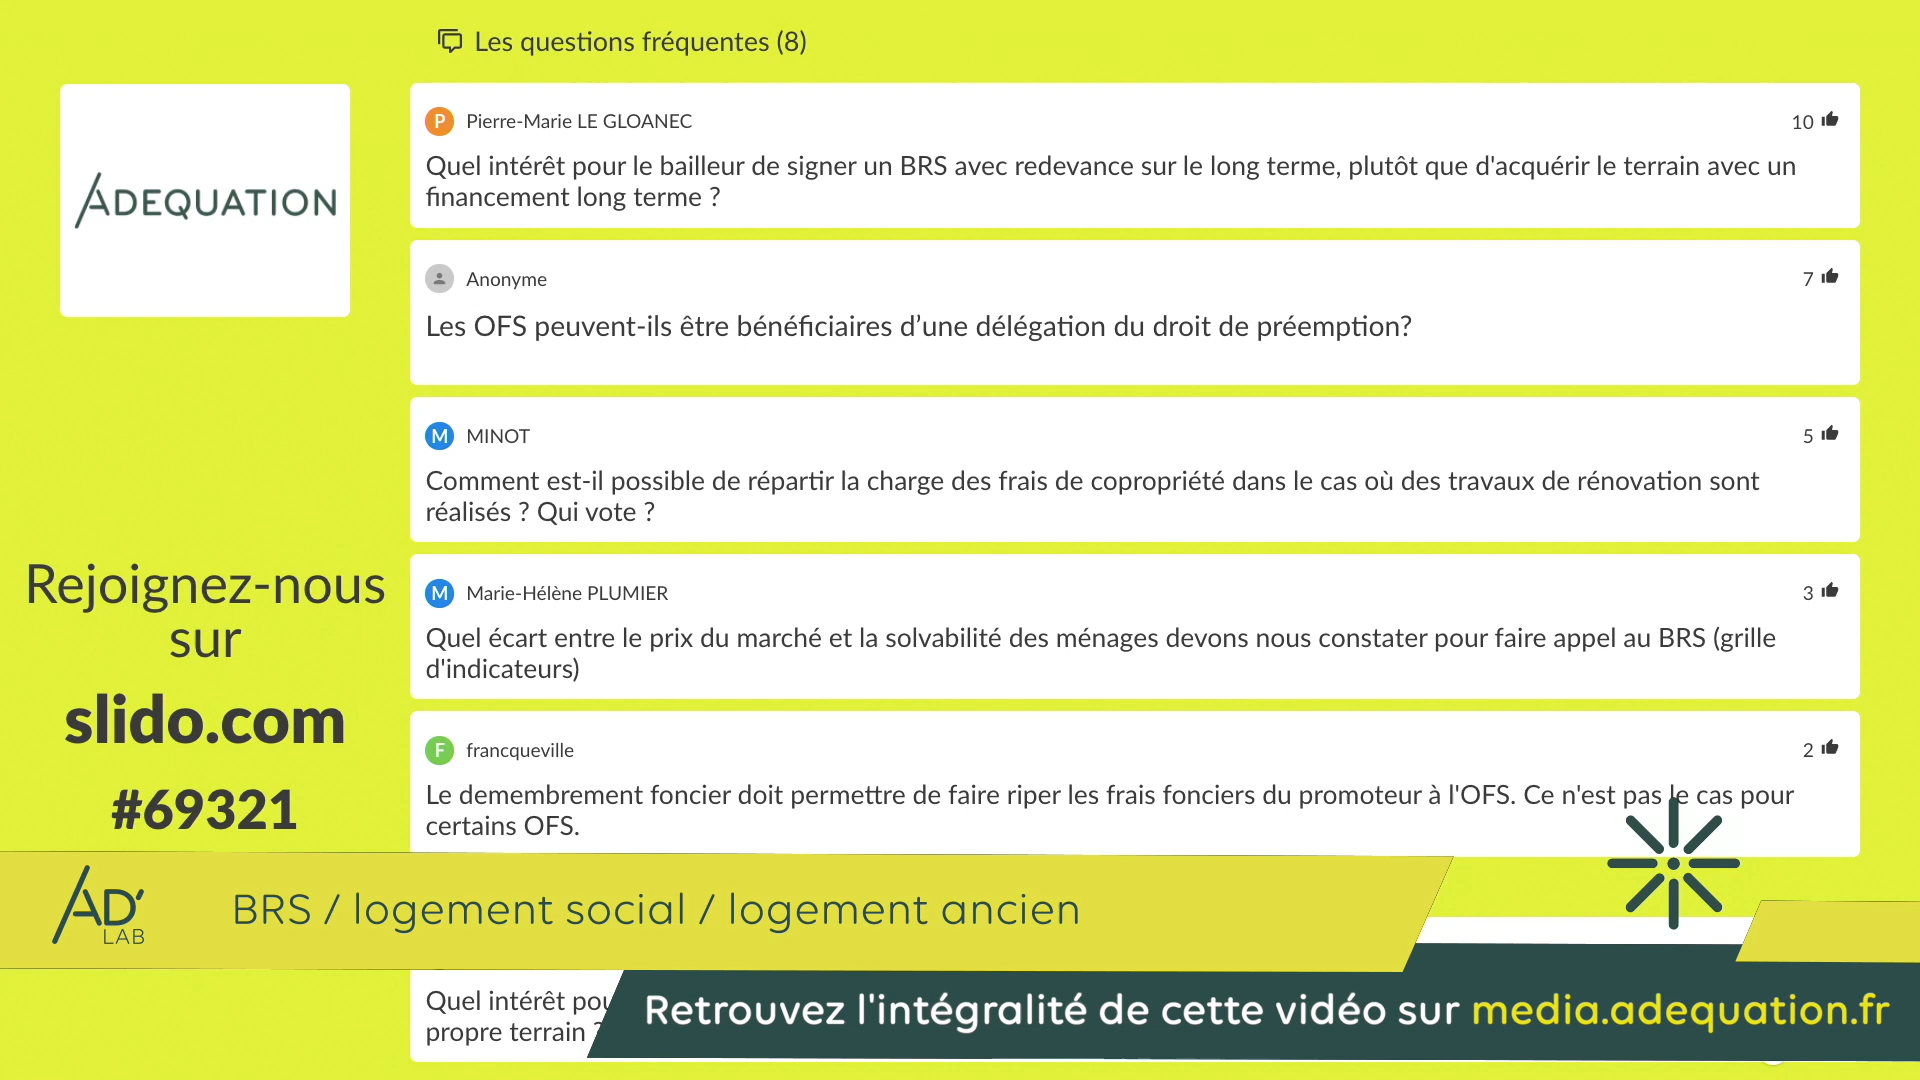 Les questions fréquentes (8)
ADEQUATION
P Pierre-Marie LE GLOANEC
10
Quel intérêt pour le bailleur de signer un BRS avec redevance sur le long terme, plutôt que d'acquérir le terrain avec un
financement long terme ?
Anonyme
7
Les OFS peuvent-ils être bénéficiaires d’une délégation du droit de préemption?
M MINOT
5
Comment est-il possible de répartir la charge des frais de copropriété dans le cas où des travaux de rénovation sont
réalisés ? Qui vote ?
M Marie-Hélène PLUMIER
3
Quel écart entre le prix du marché et la solvabilité des ménages devons nous constater pour faire appel au BRS (grille
d'indicateurs)
F francqueville
2
Le demembrement foncier doit permettre de faire riper les frais fonciers du promoteur à l'OFS. Ce n'est pas le cas pour
certains OFS.
Rejoignez-nous
sur
slido.com
#69321
AD'
LAB
BRS / logement social / logement ancien
Quel intérêt
propre terrain ?
Retrouvez l'intégralité de cette vidéo sur media.adequation.fr